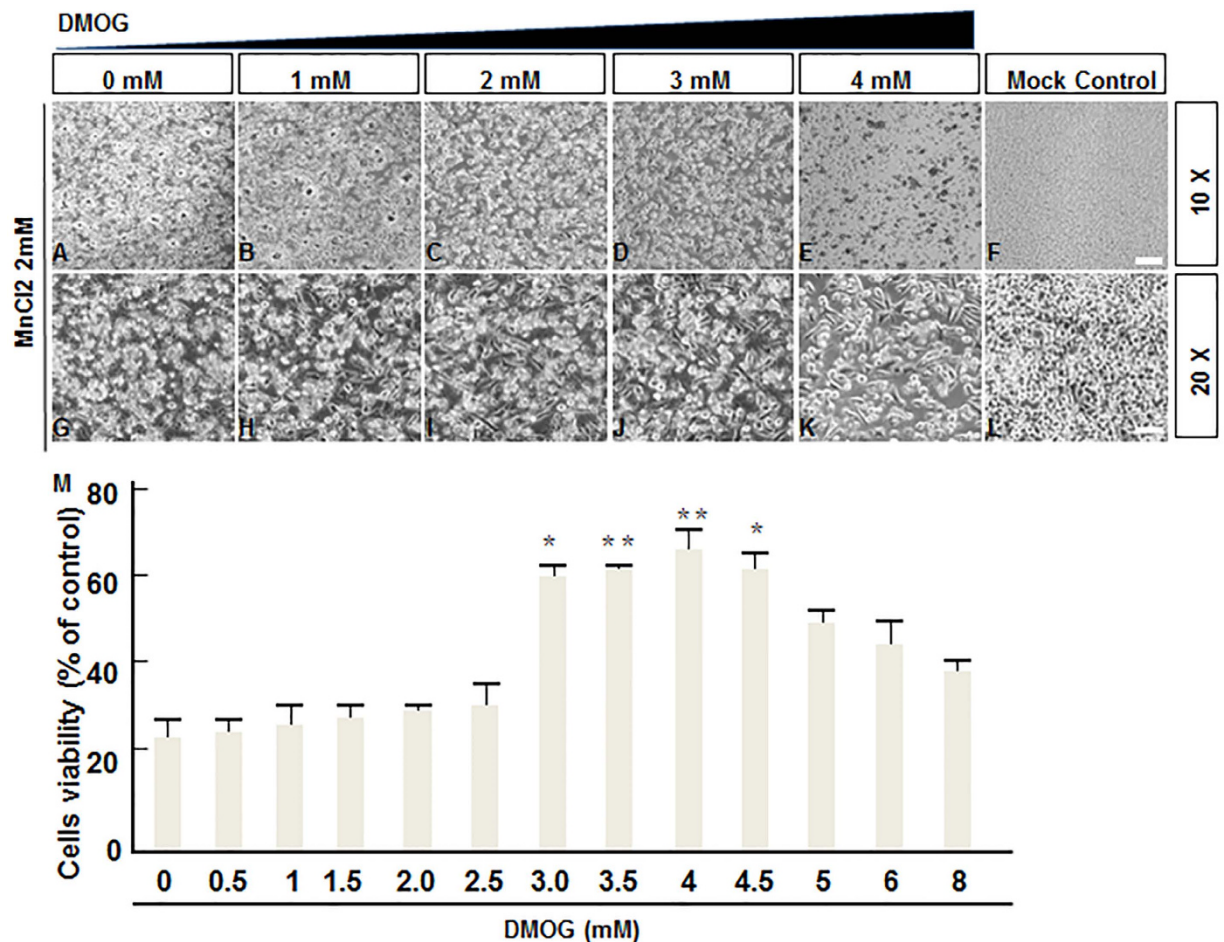 DMOG
0 mM 1 mM 2 mM 3 mM 4 mM Mock Control
MnCl2 2mM
A B C D E F
10 X
G H I J K L
20 X
M
Cells viability (% of control)
80
60
40
20
0
* ** ** *
0 0.5 1 1.5 2.0 2.5 3.0 3.5 4 4.5 5 6 8
DMOG (mM)